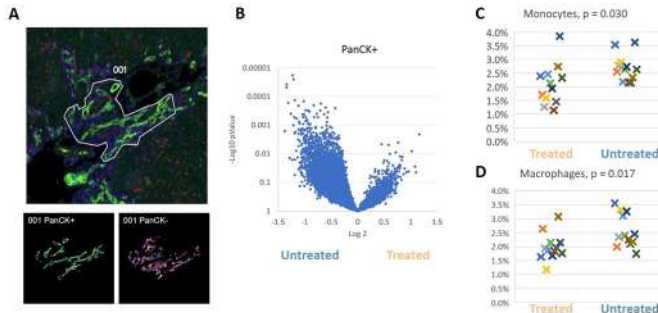 A
001
001 PanCK+
001 PanCK-
B
PanCK+
-Log10 pValue
0.00001
0.0001
0.001
0.01
0.1
1
-1.5 -1 -0.5 0 0.5 1 1.5
Log 2
Untreated Treated
C
Monocytes, p = 0.030
4.0%
3.5%
3.0%
2.5%
2.0%
1.5%
1.0%
0.5%
0.0%
Treated Untreated
D
Macrophages, p = 0.017
4.0%
3.5%
3.0%
2.5%
2.0%
1.5%
1.0%
0.5%
0.0%
Treated Untreated